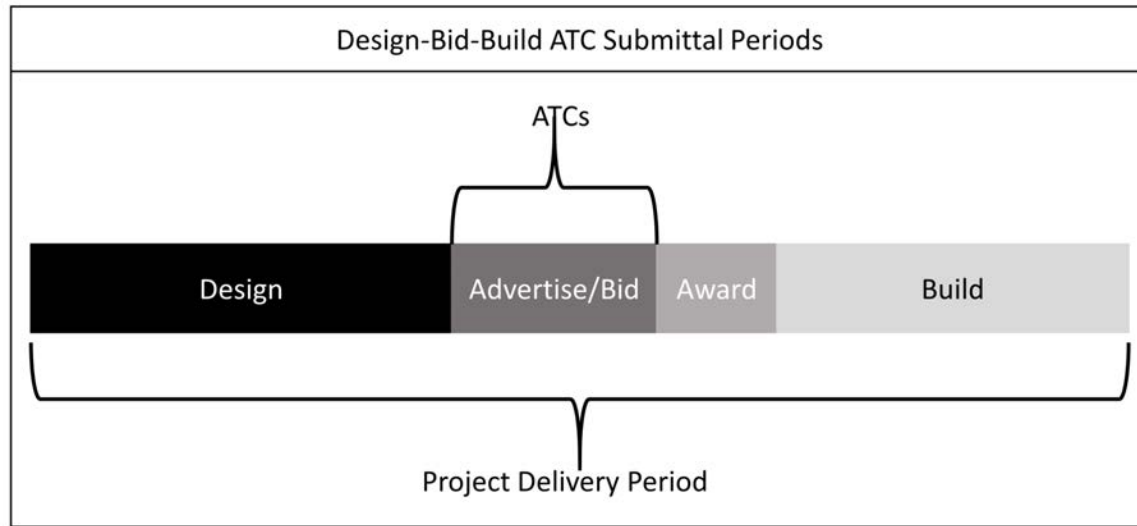 Design-Bid-Build ATC Submittal Periods
ATCs
Design Advertise/Bid Award Build
Project Delivery Period